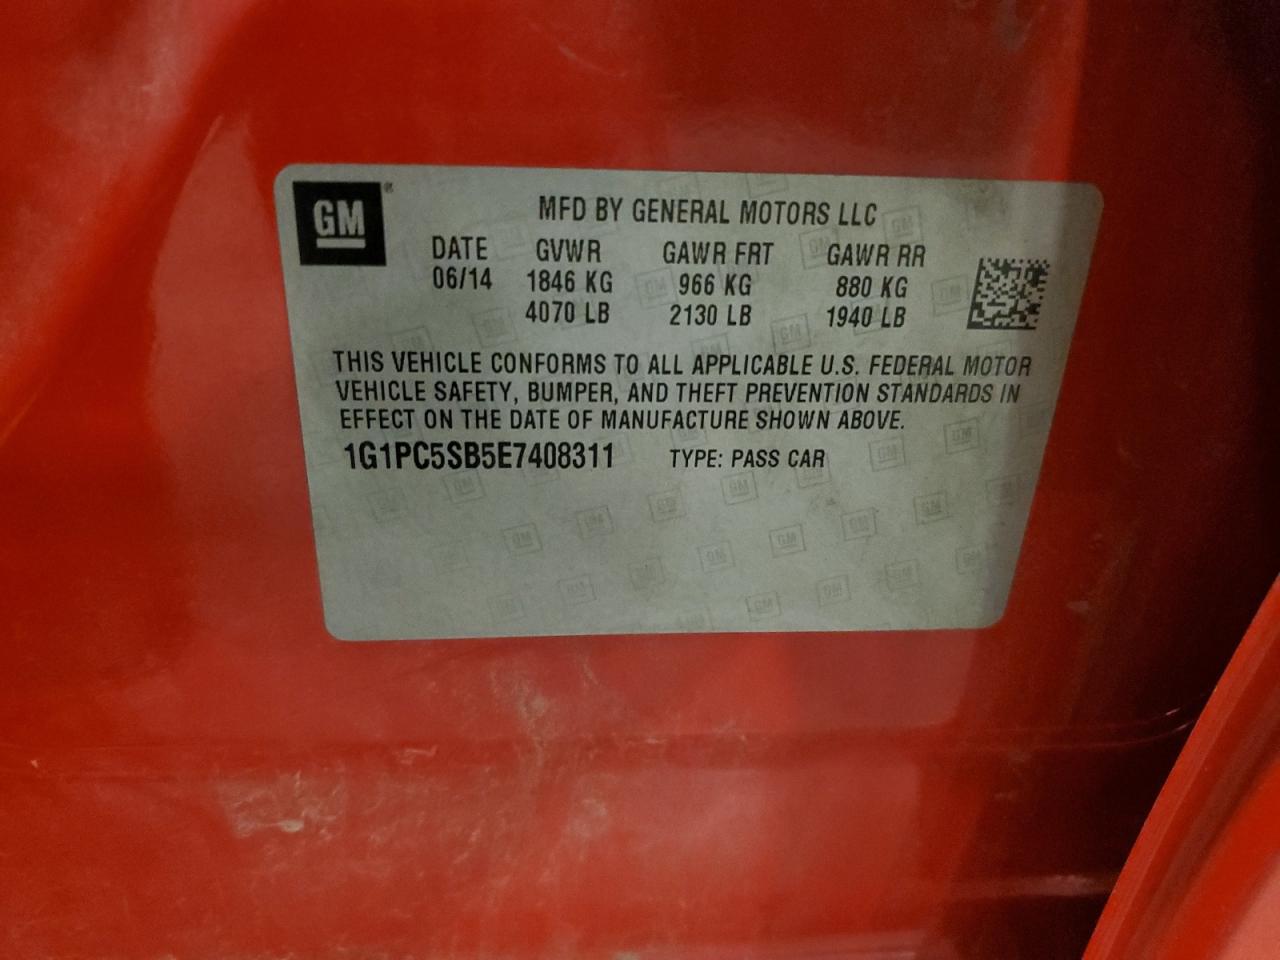 GM
MFD BY GENERAL MOTORS LLC
DATE GVWR GAWR FRT GAWR RR
06/14 1846 KG 966 KG 880 KG
4070 LB 2130 LB 1940 LB
THIS VEHICLE CONFORMS TO ALL APPLICABLE U.S. FEDERAL MOTOR
VEHICLE SAFETY, BUMPER, AND THEFT PREVENTION STANDARDS IN
EFFECT ON THE DATE OF MANUFACTURE SHOWN ABOVE.
1G1PC5SB5E7408311 TYPE: PASS CAR